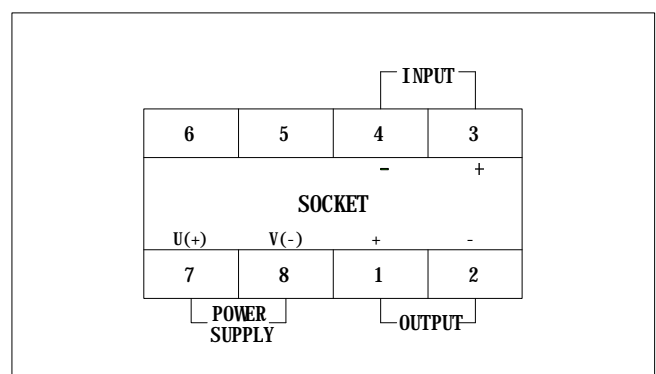 INPUT
6 5 4 3
- +
SOCKET
U(+) V(-) + -
7 8 1 2
POWER
SUPPLY
OUTPUT